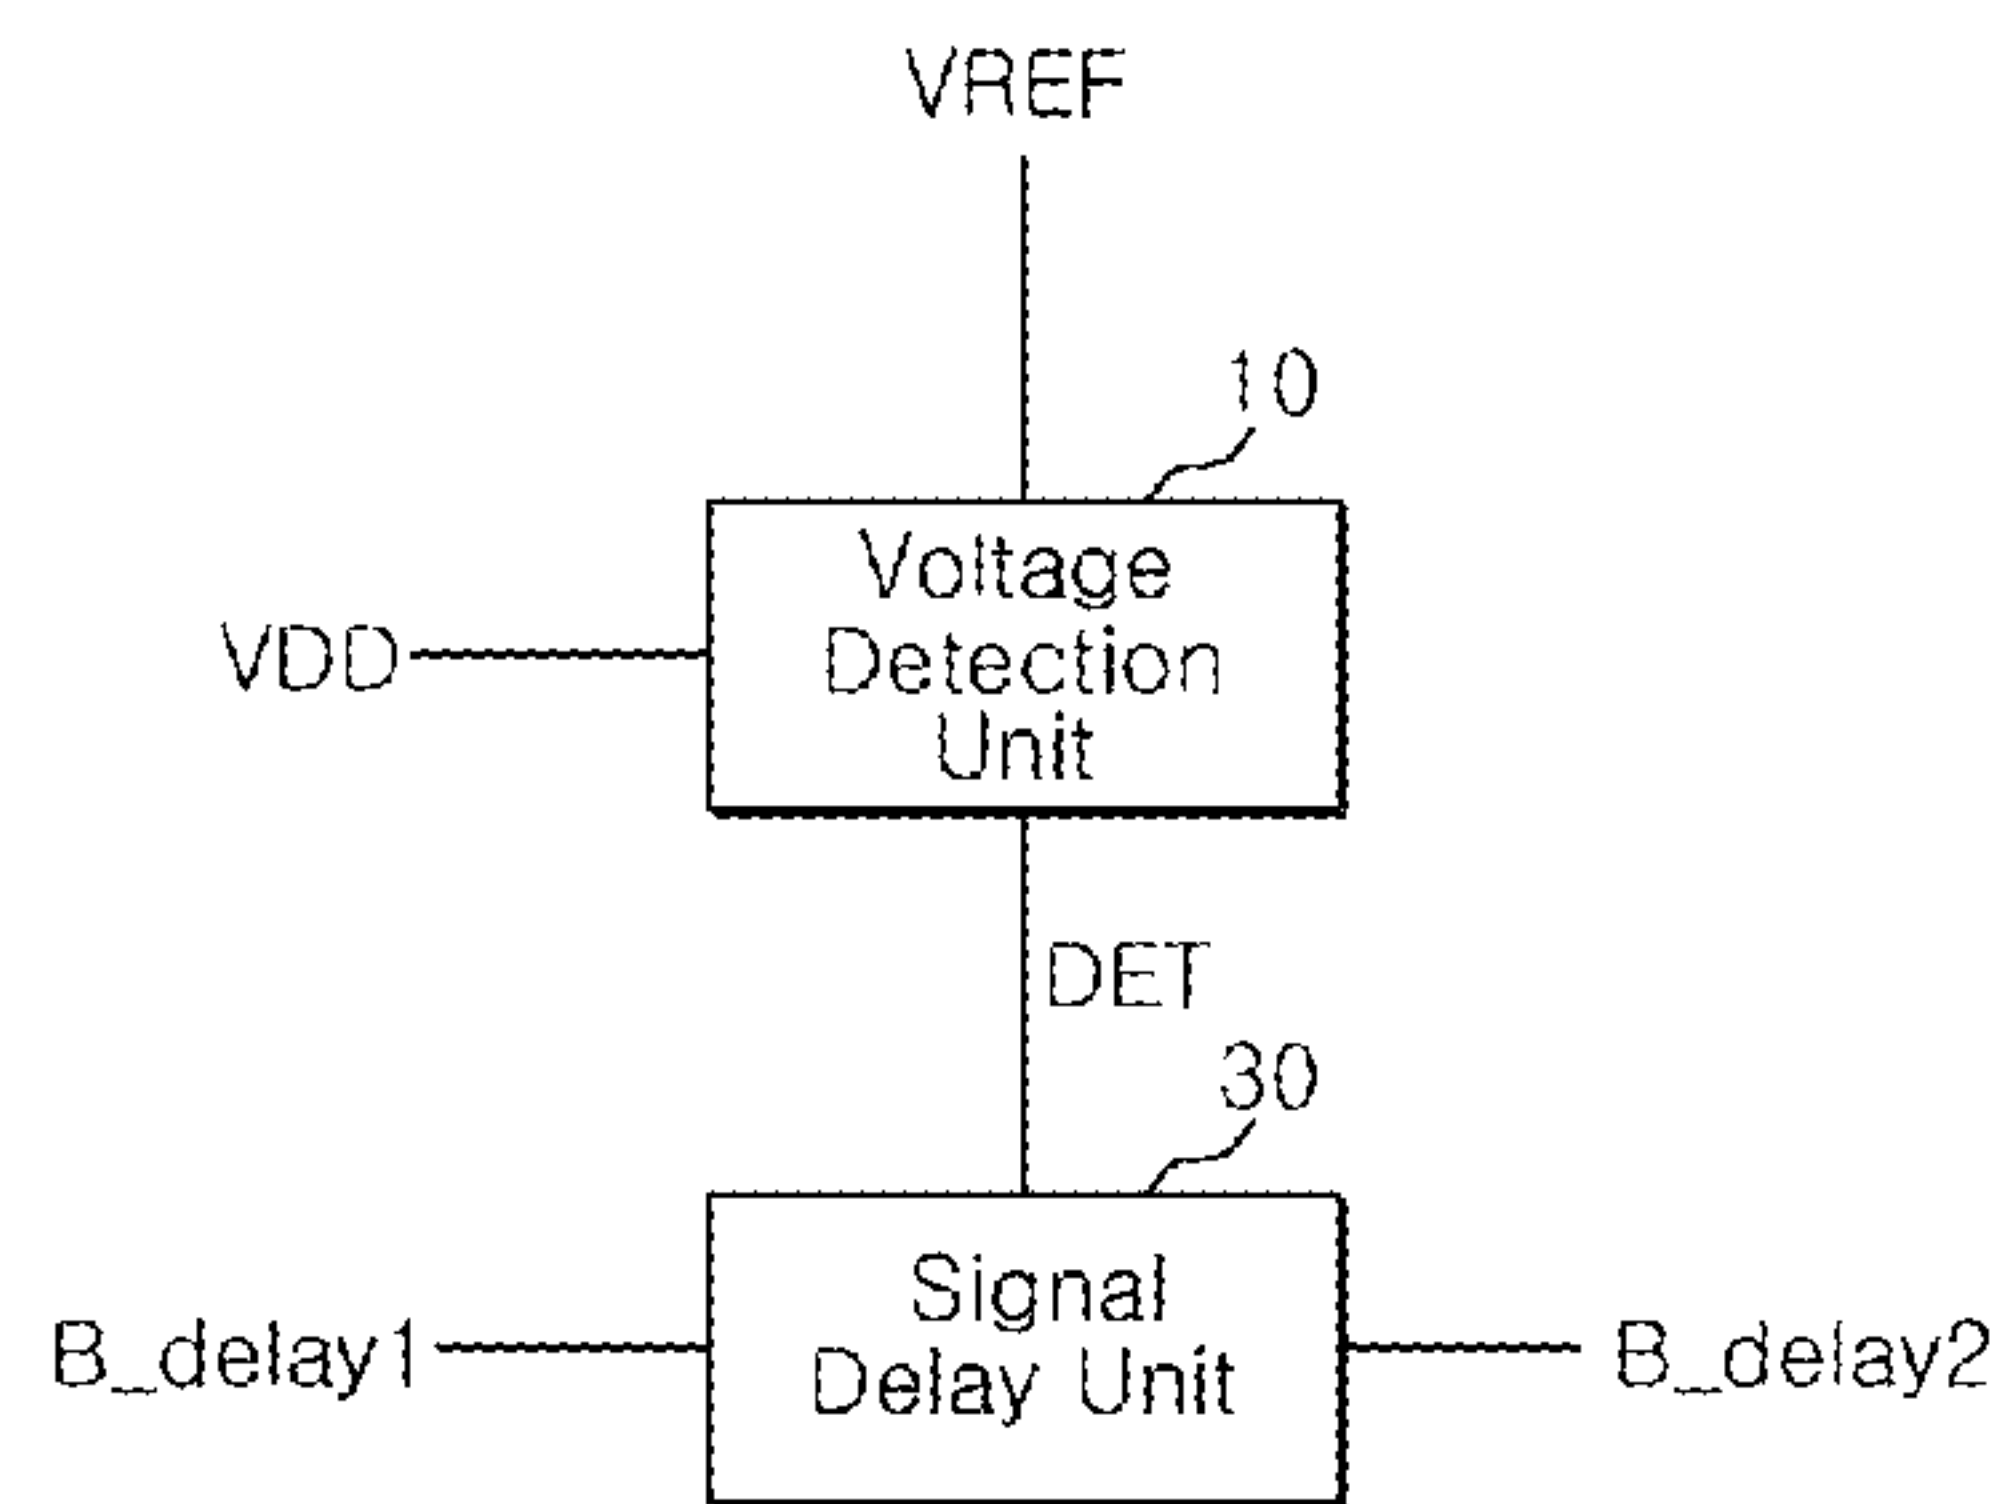 VREF
10
Voltage
Detection
Unit
VDD
DET
30
Signal
Delay Unit
B_delay1
B_delay2